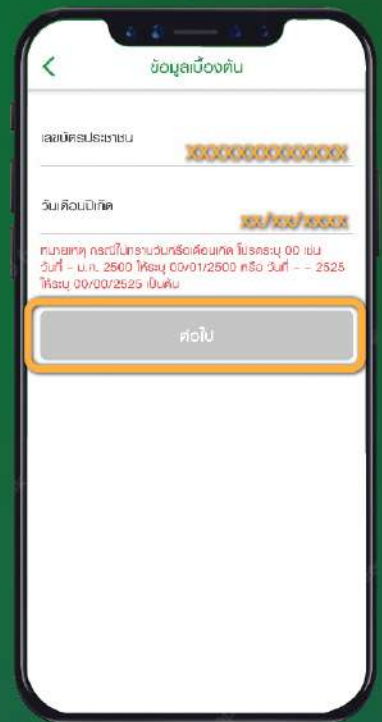 ข้อมูลเบื้องต้น
เลขบัตรประชาชน
XXXXXXXXXXXXX
วันเดือนปีเกิด
xx/xx/xxxx
หมายเหตุ กรณีไม่ทราบวันหรือเดือนเกิด โปรดระบุ 00 เช่น
วันที่ - ม.ค. 2500 ให้ระบุ 00/01/2500 หรือ วันที่ - - 2525
ให้ระบุ 00/00/2525 เป็นต้น
ต่อไป